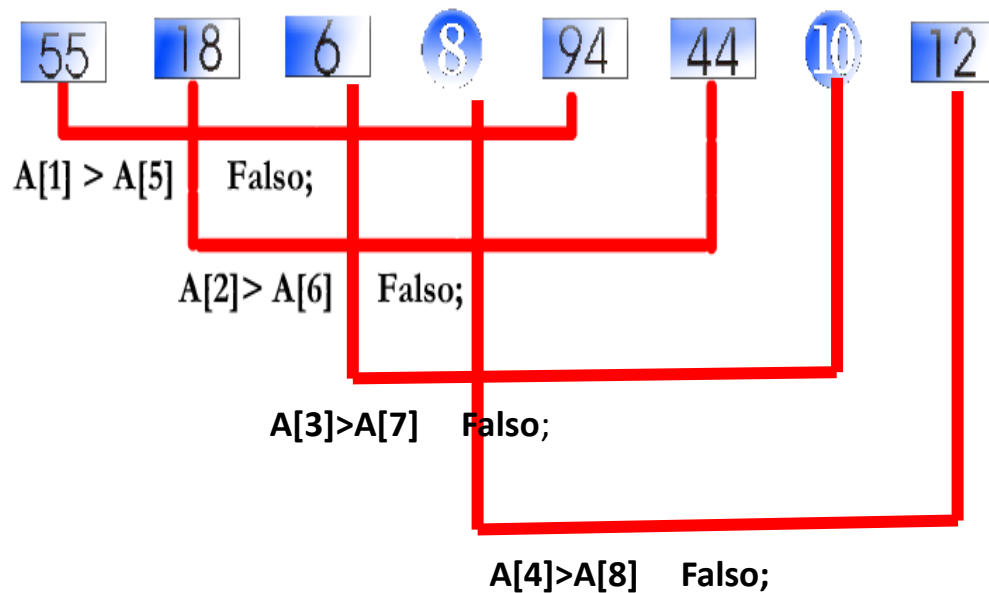 55 18 6 8 94 44 10 12
A[1] > A[5] Falso;
A[2]> A[6] Falso;
A[3]>A[7] Falso;
A[4]>A[8] Falso;